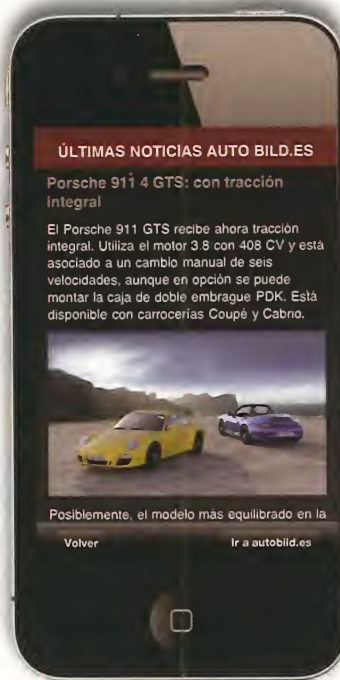 ÚLTIMAS NOTICIAS AUTO BILD.ES
Porsche 911 4 GTS: con tracción
integral
El Porsche 911 GTS recibe ahora tracción
integral. Utiliza el motor 3.8 con 408 CV y está
asociado a un cambio manual de seis
velocidades, aunque en opción se puede
montar la caja de doble embrague PDK. Está
disponible con carrocerías Coupé y Cabrio.
Posiblemente, el modelo más equilibrado en la
Volver Ir a autobild.es